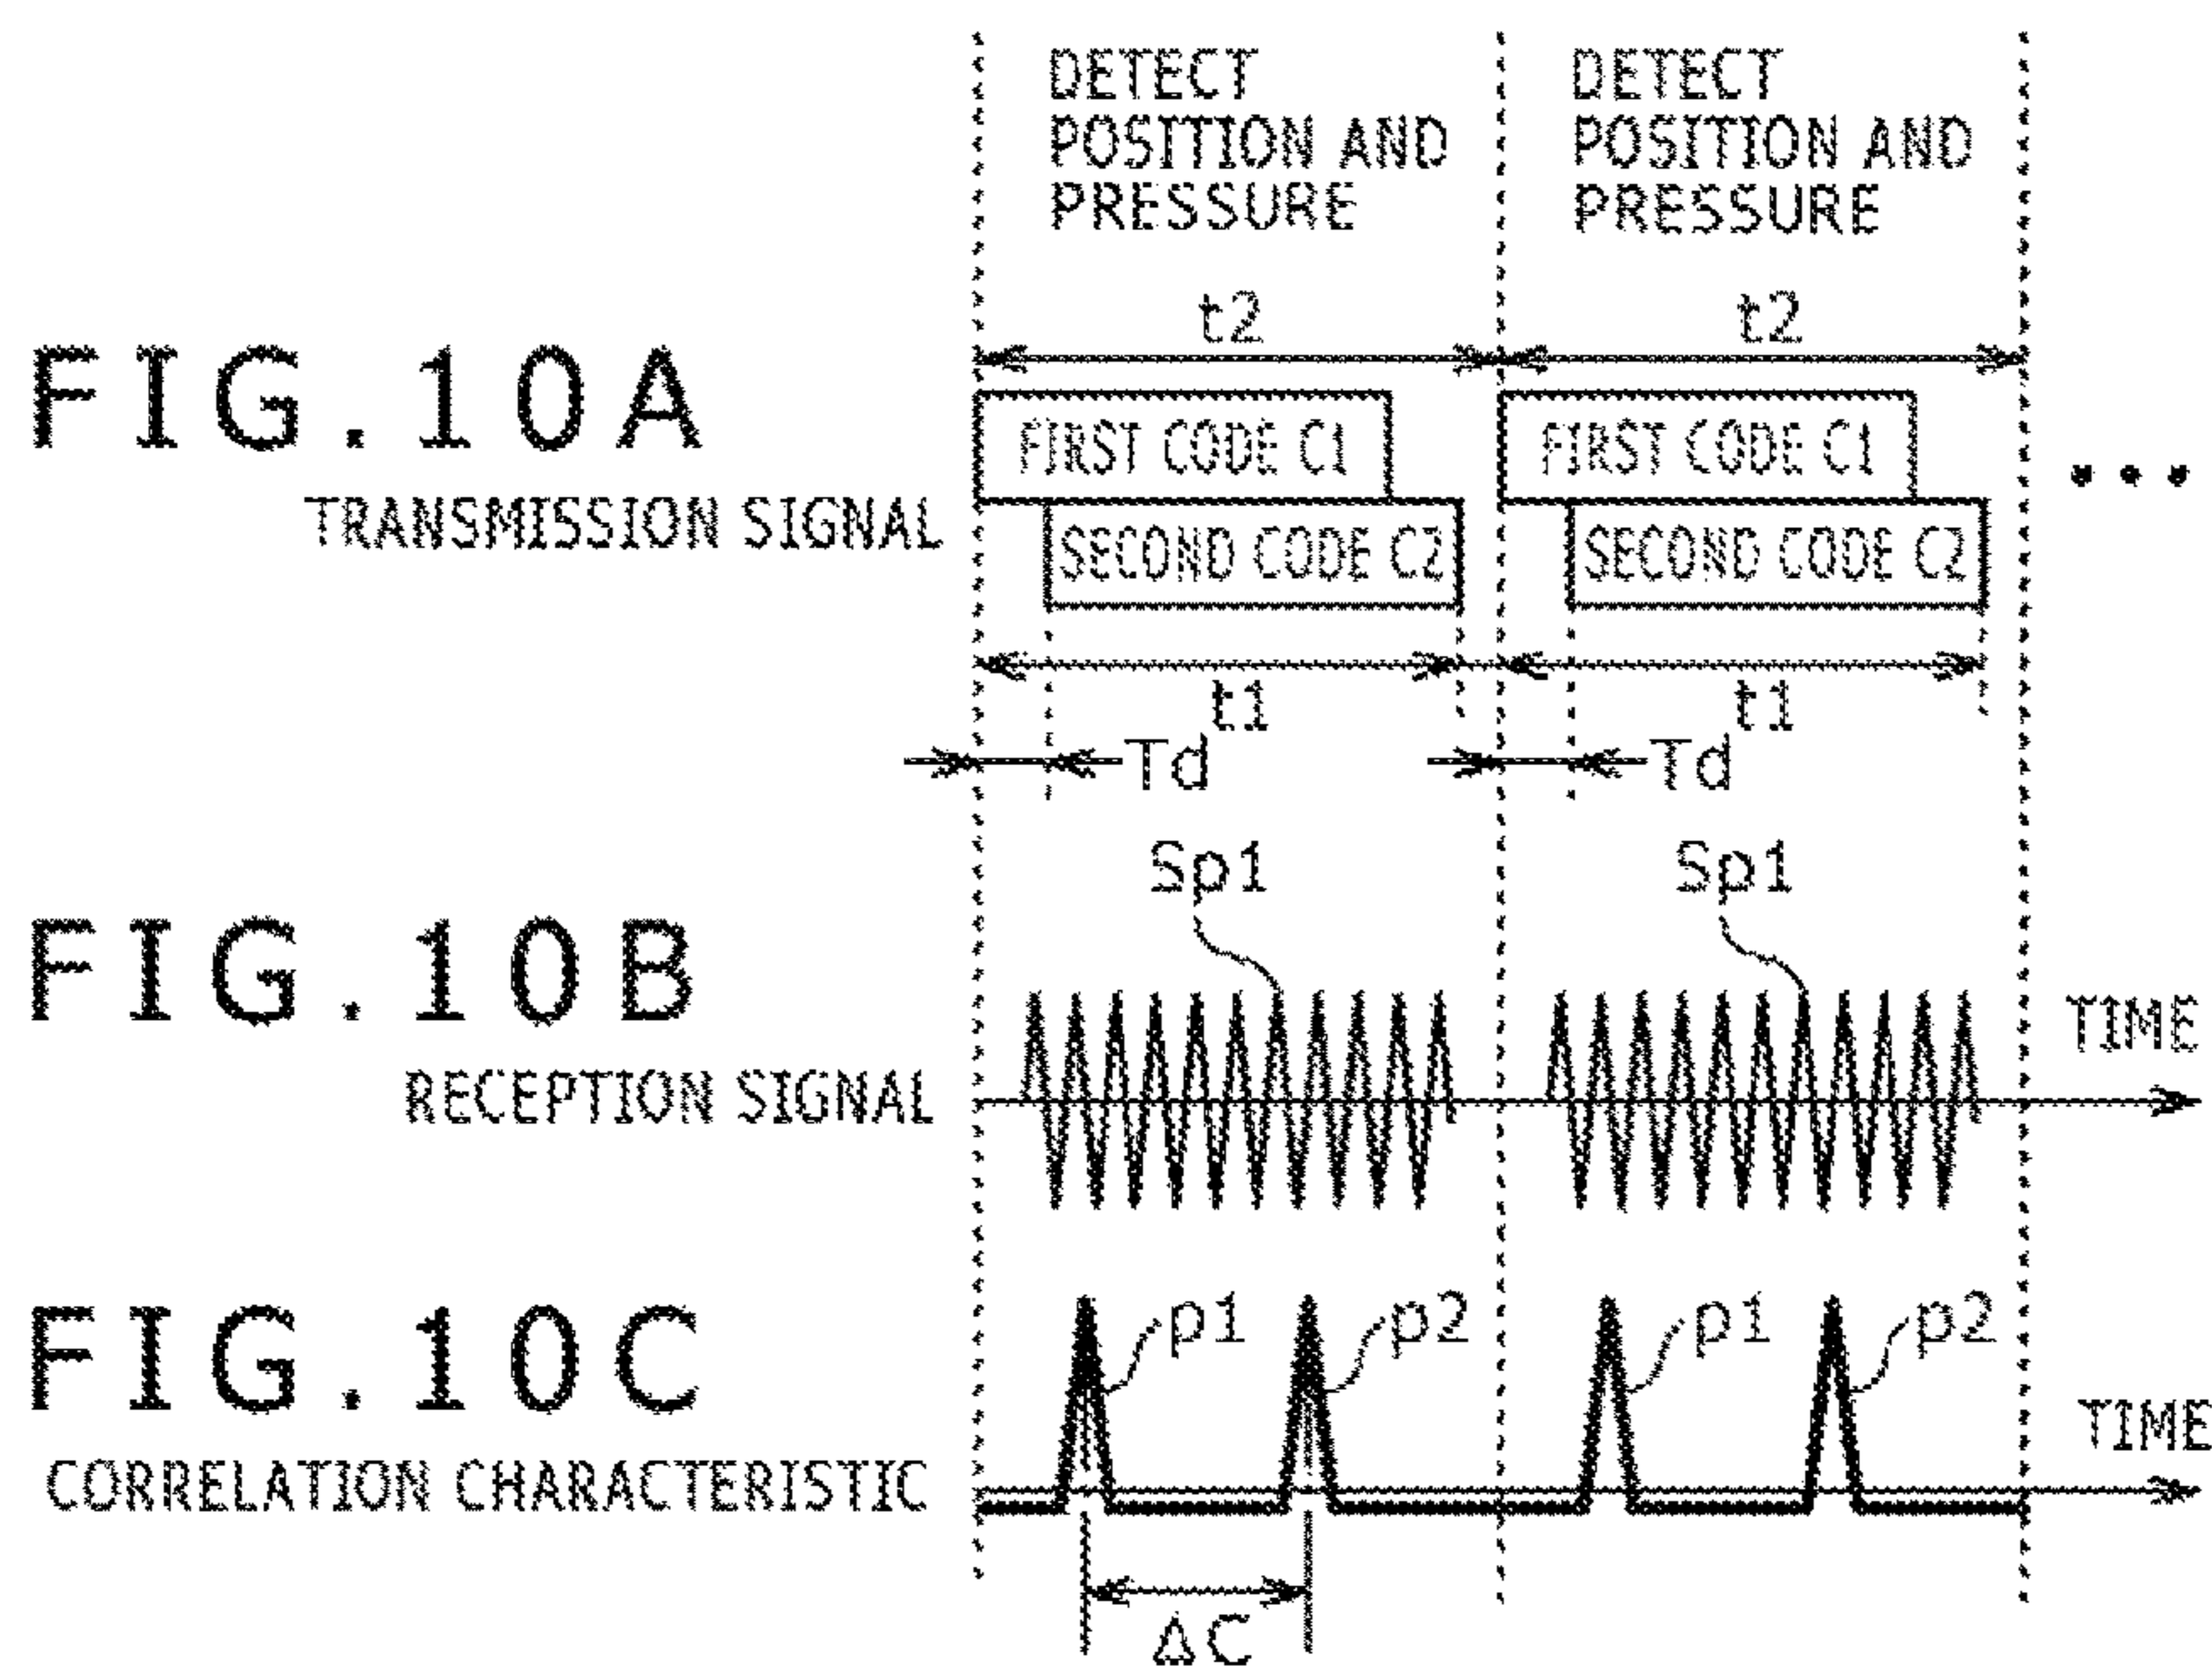 DETECT
POSITION AND
PRESSURE
DETECT
POSITION AND
PRESSURE
t2
t2
FIG.10A
TRANSMISSION SIGNAL
FIRST CODE C1
FIRST CODE C1
...
SECOND CODE C2
SECOND CODE C2
t1
t1
Td
Td
Sp1
Sp1
FIG.10B
RECEPTION SIGNAL
TIME
FIG.10C
CORRELATION CHARACTERISTIC
p1
p2
p1
p2
TIME
ΔC